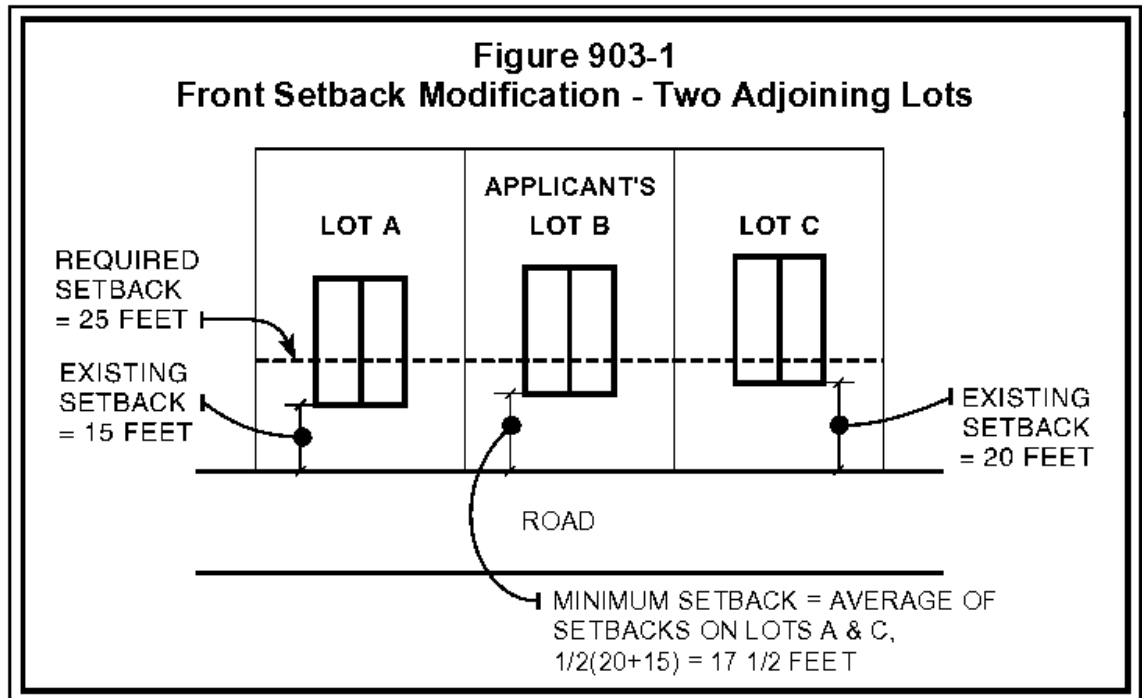 Figure 903-1
Front Setback Modification - Two Adjoining Lots
APPLICANT'S
LOT A
LOT B
LOT C
REQUIRED
SETBACK
= 25 FEET
EXISTING
SETBACK
= 15 FEET
EXISTING
SETBACK
= 20 FEET
ROAD
MINIMUM SETBACK = AVERAGE OF
SETBACKS ON LOTS A & C,
1/2(20+15) = 17 1/2 FEET